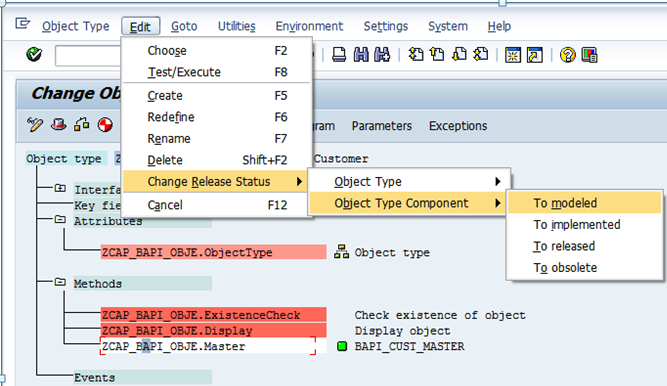 Object Type Edit Goto Utilities Environment Settings System Help
Choose F2
Test/Execute F8
Change Ob
Create F5
Redefine F6
ram Parameters Exceptions
Rename F7
Object type Delete Shift+F2 Customer
Change Release Status Object Type
Interfa
Key fie Cancel F12 Object Type Component To modeled
Attributes To implemented
To released
ZCAP_BAPI_OBJE.ObjectType Object type
To obsolete
Methods
ZCAP_BAPI_OBJE.ExistenceCheck Check existence of object
ZCAP_BAPI_OBJE.Display Display object
ZCAP_BAPI_OBJE.Master BAPI_CUST_MASTER
Events